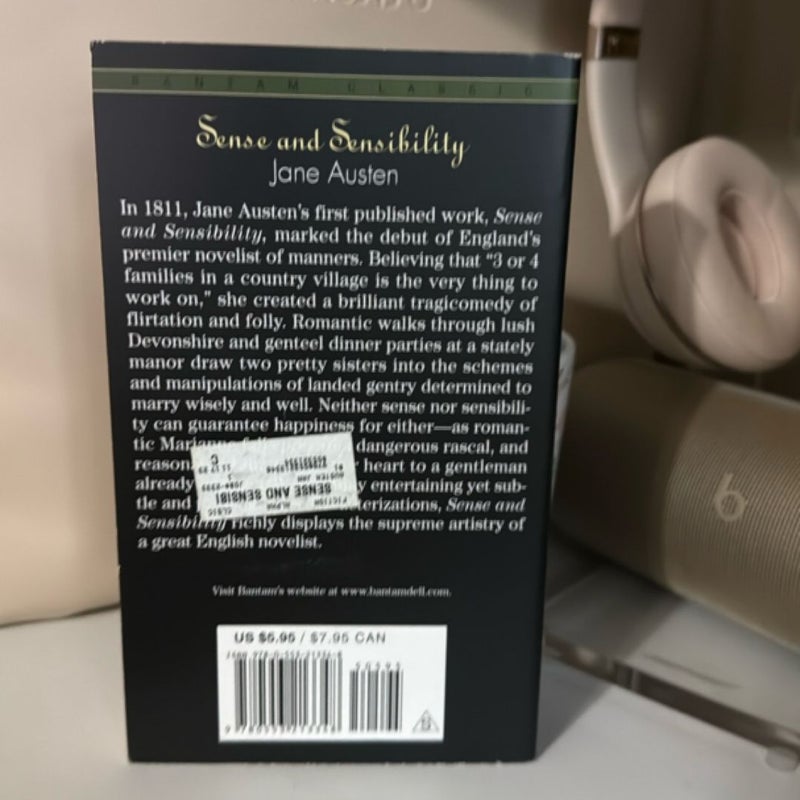 BANTAM CLASSIC
Sense and Sensibility
Jane Austen
In 1811, Jane Austen's first published work, Sense
and Sensibility, marked the debut of England's
premier novelist of manners. Believing that "3 or 4
families in a country village is the very thing to
work on," she created a brilliant tragicomedy of
flirtation and folly. Romantic walks through lush
Devonshire and genteel dinner parties at a stately
manor draw two pretty sisters into the schemes
and manipulations of landed gentry determined to
marry wisely and well. Neither sense nor sensibili-
ty can guarantee happiness for either—as roman-
tic Marianne dangerous rascal, and
reason heart to a gentleman
already entertaining yet sub-
tle and Sense and
Sensibility richly displays the supreme artistry of
a great English novelist.
FICTION ALPHA CLSIC
SENSE AND SENSIBI
AUSTEN JAN
Visit Bantam's website at www.bantamdell.com.
US $5.95 / $7.95 CAN